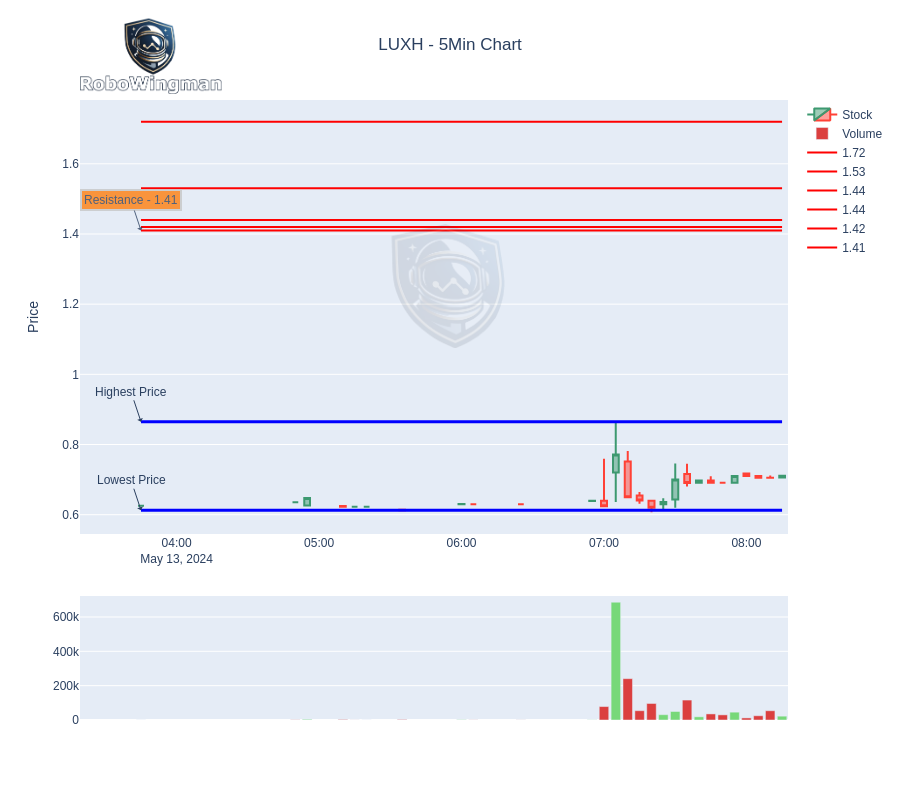 RoboWingman
LUXH - 5Min Chart
Stock
Volume
1.72
1.53
1.44
1.44
1.42
1.41
Price
1.6
1.4
1.2
1
0.8
0.6
Resistance - 1.41
Highest Price
Lowest Price
04:00
05:00
06:00
07:00
08:00
May 13, 2024
600k
400k
200k
0